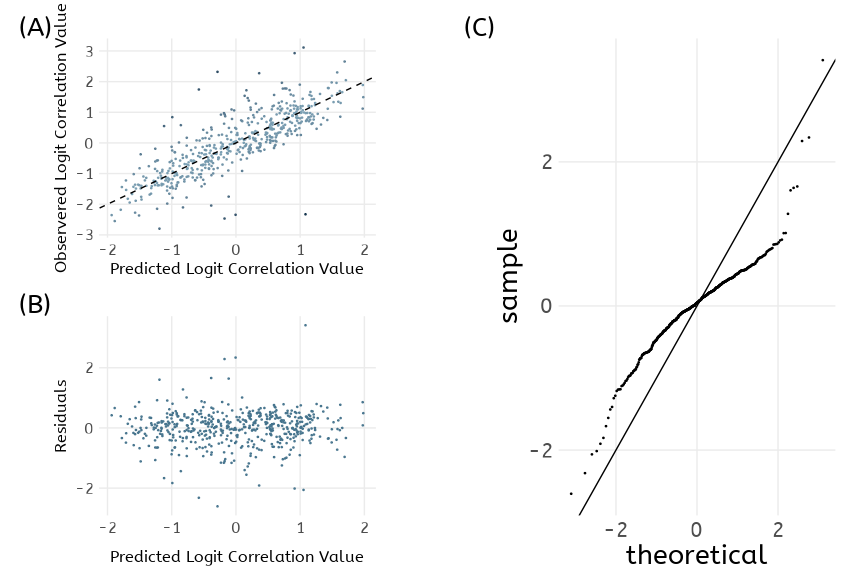 (A)
Observered Logit Correlation Value
3
2
1
0
−1
−2
−3
−2 −1 0 1 2
Predicted Logit Correlation Value
(B)
Residuals
2
0
−2
−2 −1 0 1 2
Predicted Logit Correlation Value
(C)
sample
2
0
−2
−2 0 2
theoretical